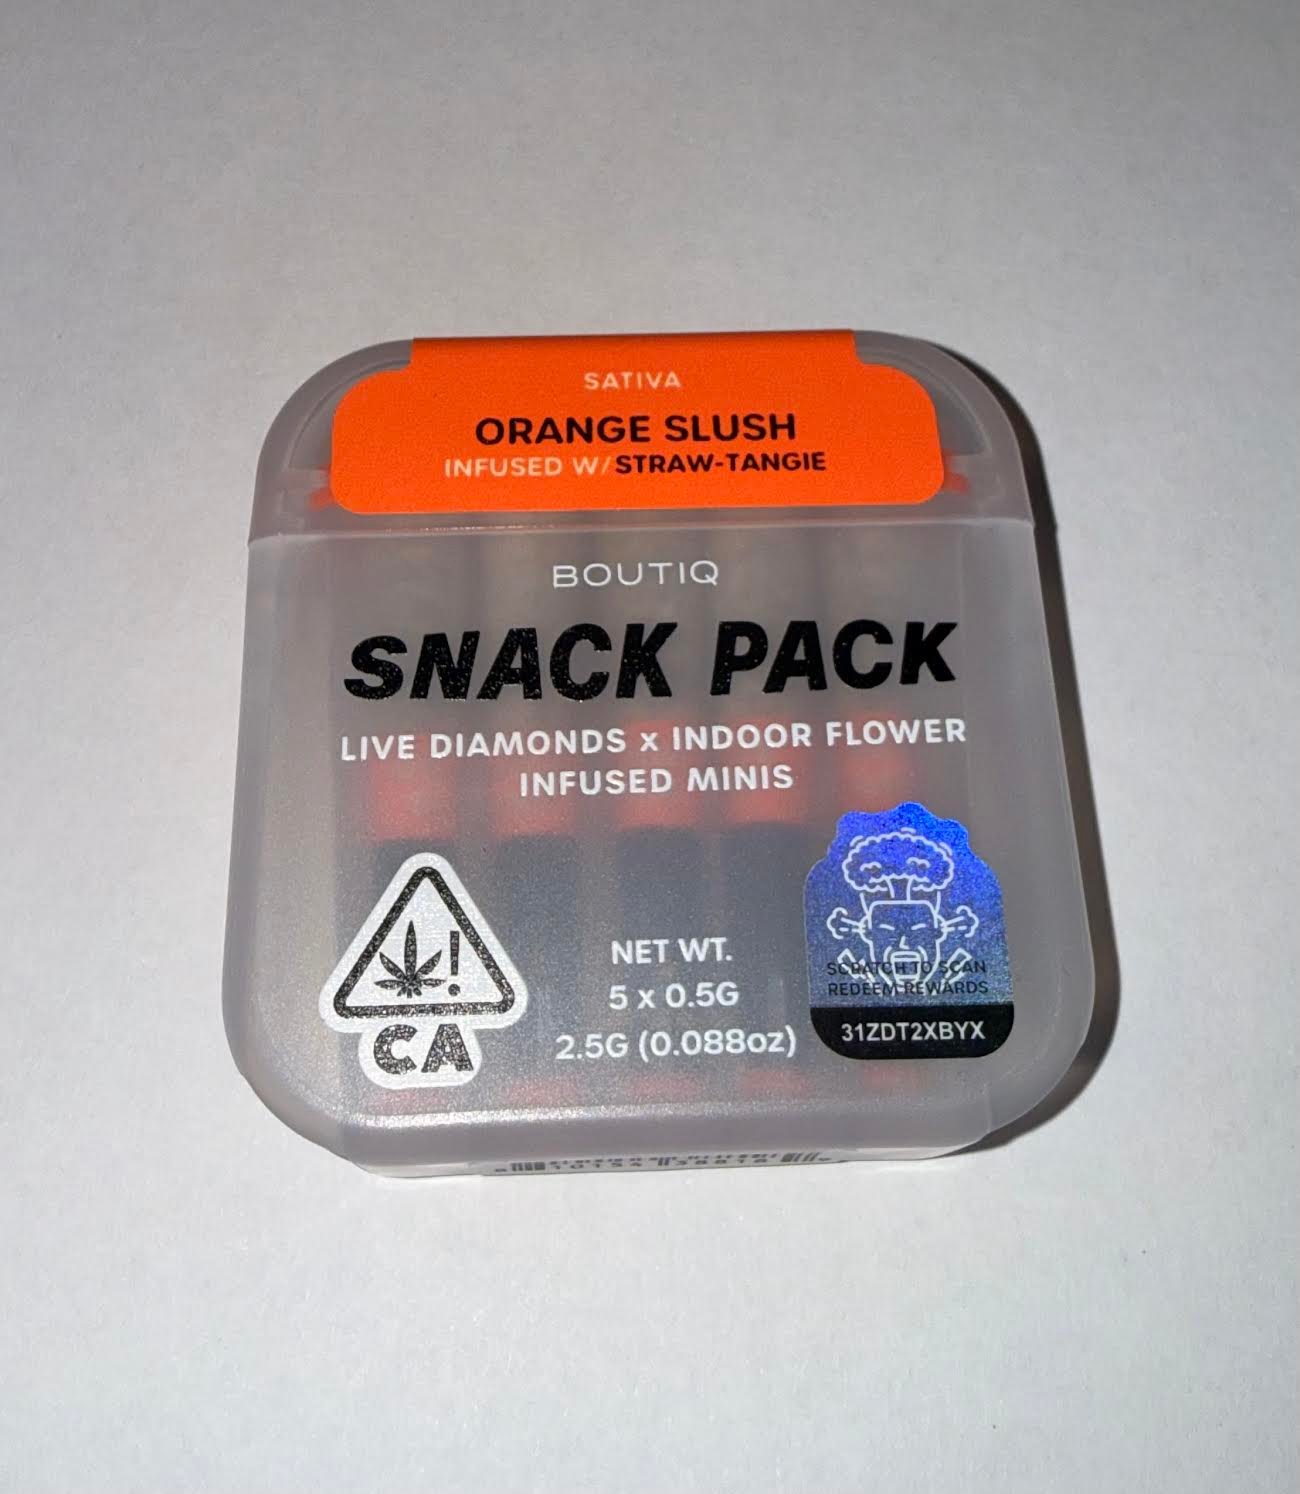 SATIVA
ORANGE SLUSH
INFUSED W/STRAW-TANGIE
BOUTIQ
SNACK PACK
LIVE DIAMONDS x INDOOR FLOWER
INFUSED MINIS
!
CA
NET WT.
5 x 0.5G
2.5G (0.088oz)
SCRATCH TO SCAN
REDEEM REWARDS
31ZDT2XBYX